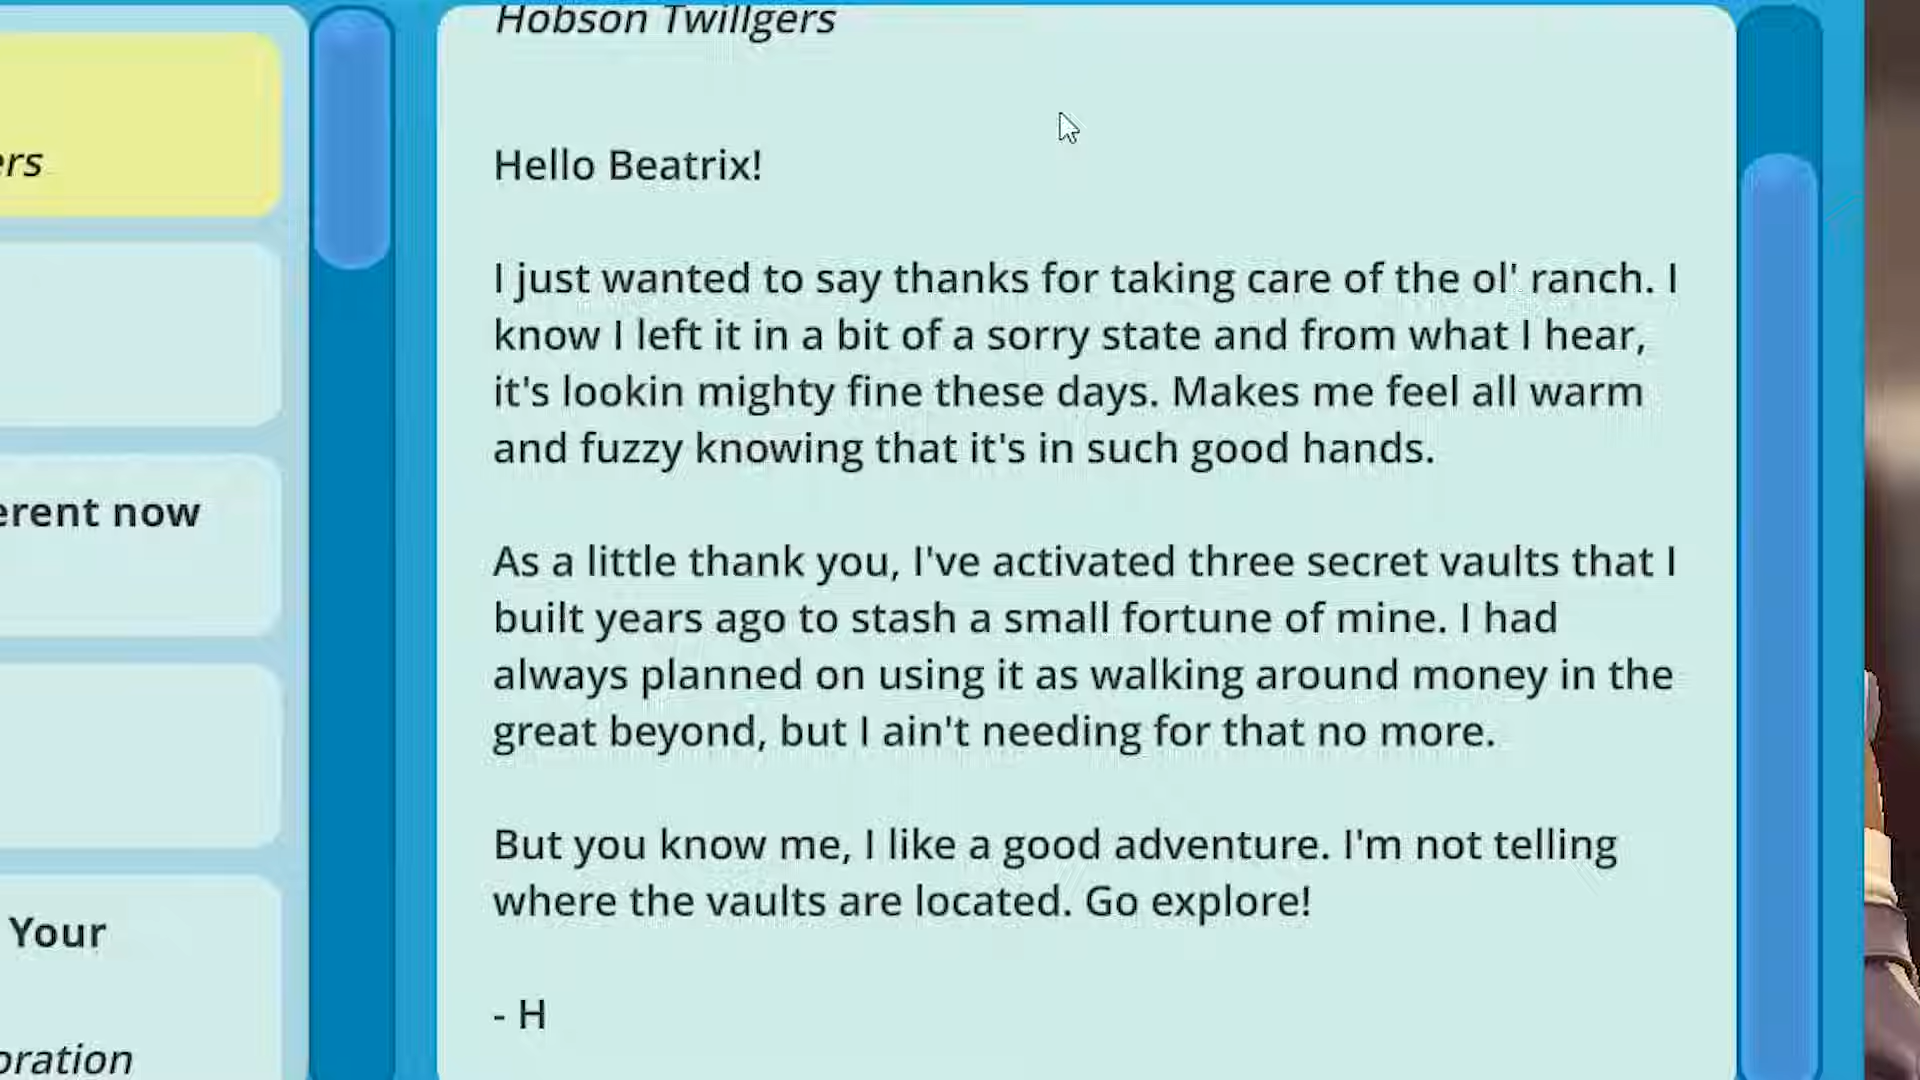 Hobson Twillgers
ers
erent now
Your
oration
Hello Beatrix!
I just wanted to say thanks for taking care of the ol' ranch. I
know I left it in a bit of a sorry state and from what I hear,
it's lookin mighty fine these days. Makes me feel all warm
and fuzzy knowing that it's in such good hands.
As a little thank you, I've activated three secret vaults that I
built years ago to stash a small fortune of mine. I had
always planned on using it as walking around money in the
great beyond, but I ain't needing for that no more.
But you know me, I like a good adventure. I'm not telling
where the vaults are located. Go explore!
- H